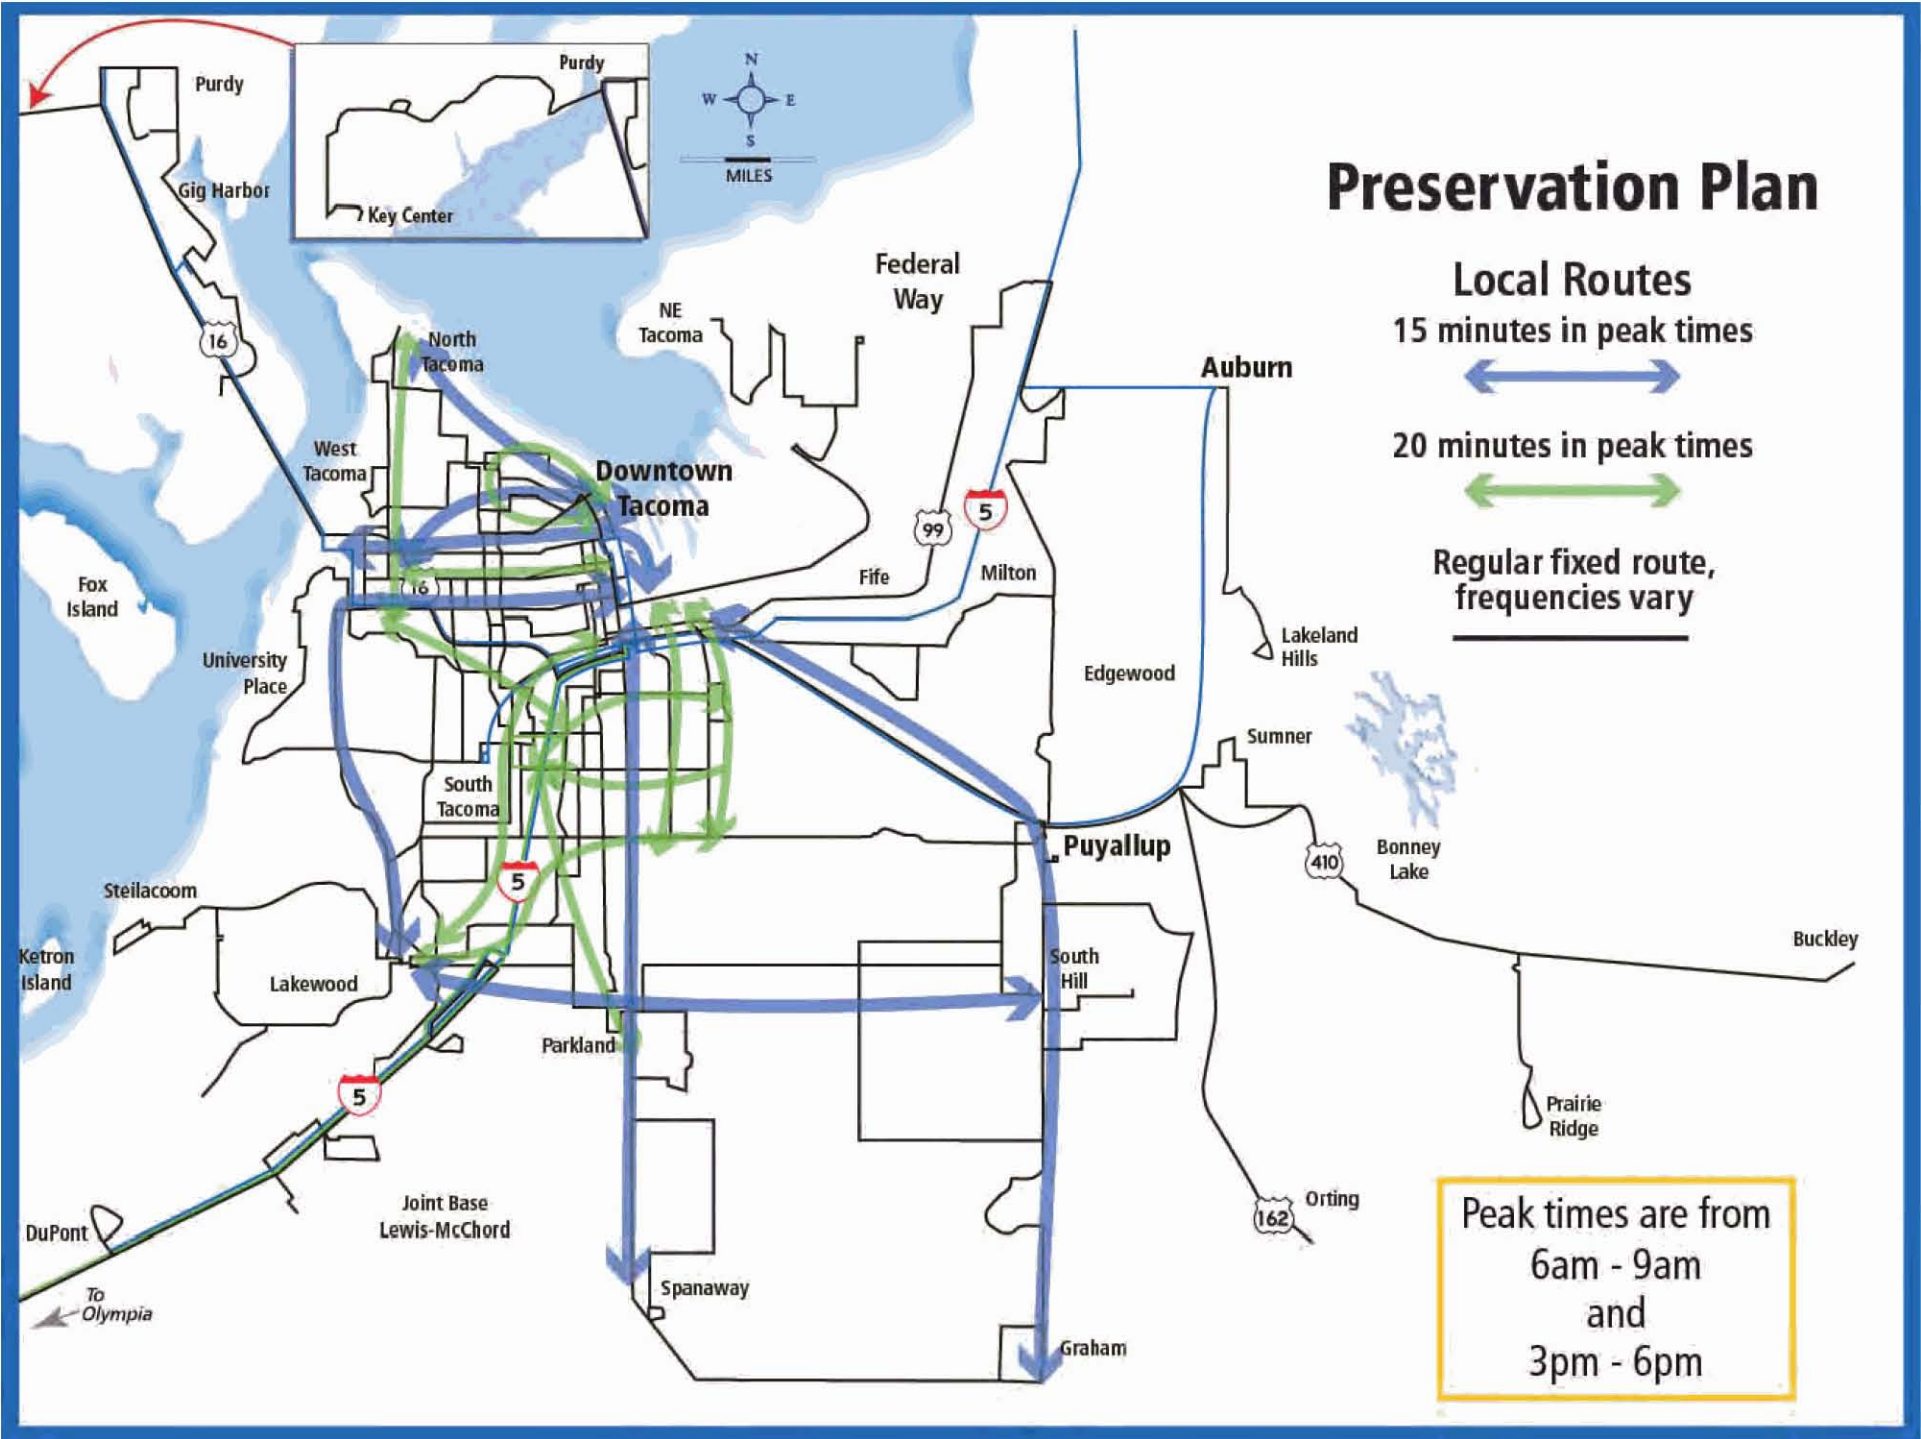 Purdy
Purdy
Key Center
N
W
E
S
MILES
Gig Harbor
16
Preservation Plan
Local Routes
15 minutes in peak times
20 minutes in peak times
Regular fixed route,
frequencies vary
Federal
Way
NE
Tacoma
North
Tacoma
Auburn
West
Tacoma
Downtown
Tacoma
5
99
Fife
Milton
Fox
Island
16
University
Place
Edgewood
Lakeland
Hills
Sumner
South
Tacoma
Puyallup
410
Bonney
Lake
5
Steilacoom
Ketron
Island
Lakewood
South
Hill
Buckley
Parkland
5
Prairie
Ridge
Joint Base
Lewis-McChord
DuPont
To
Olympia
Orting
162
Spanaway
Graham
Peak times are from
6am - 9am
and
3pm - 6pm